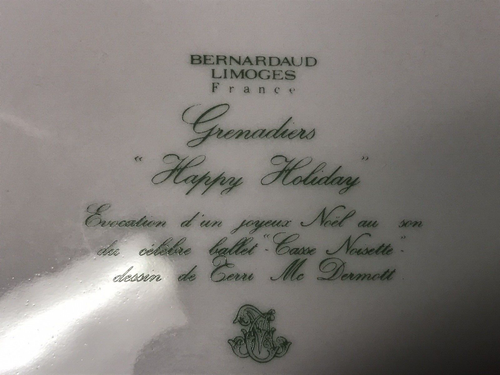 BERNARDAUD
LIMOGES
France
Grenadiers
"Happy Holiday"
Evocation d'un joyeux Noël au son
du célèbre ballet "Casse Noisette".
dessin de Terri Mc Dermott